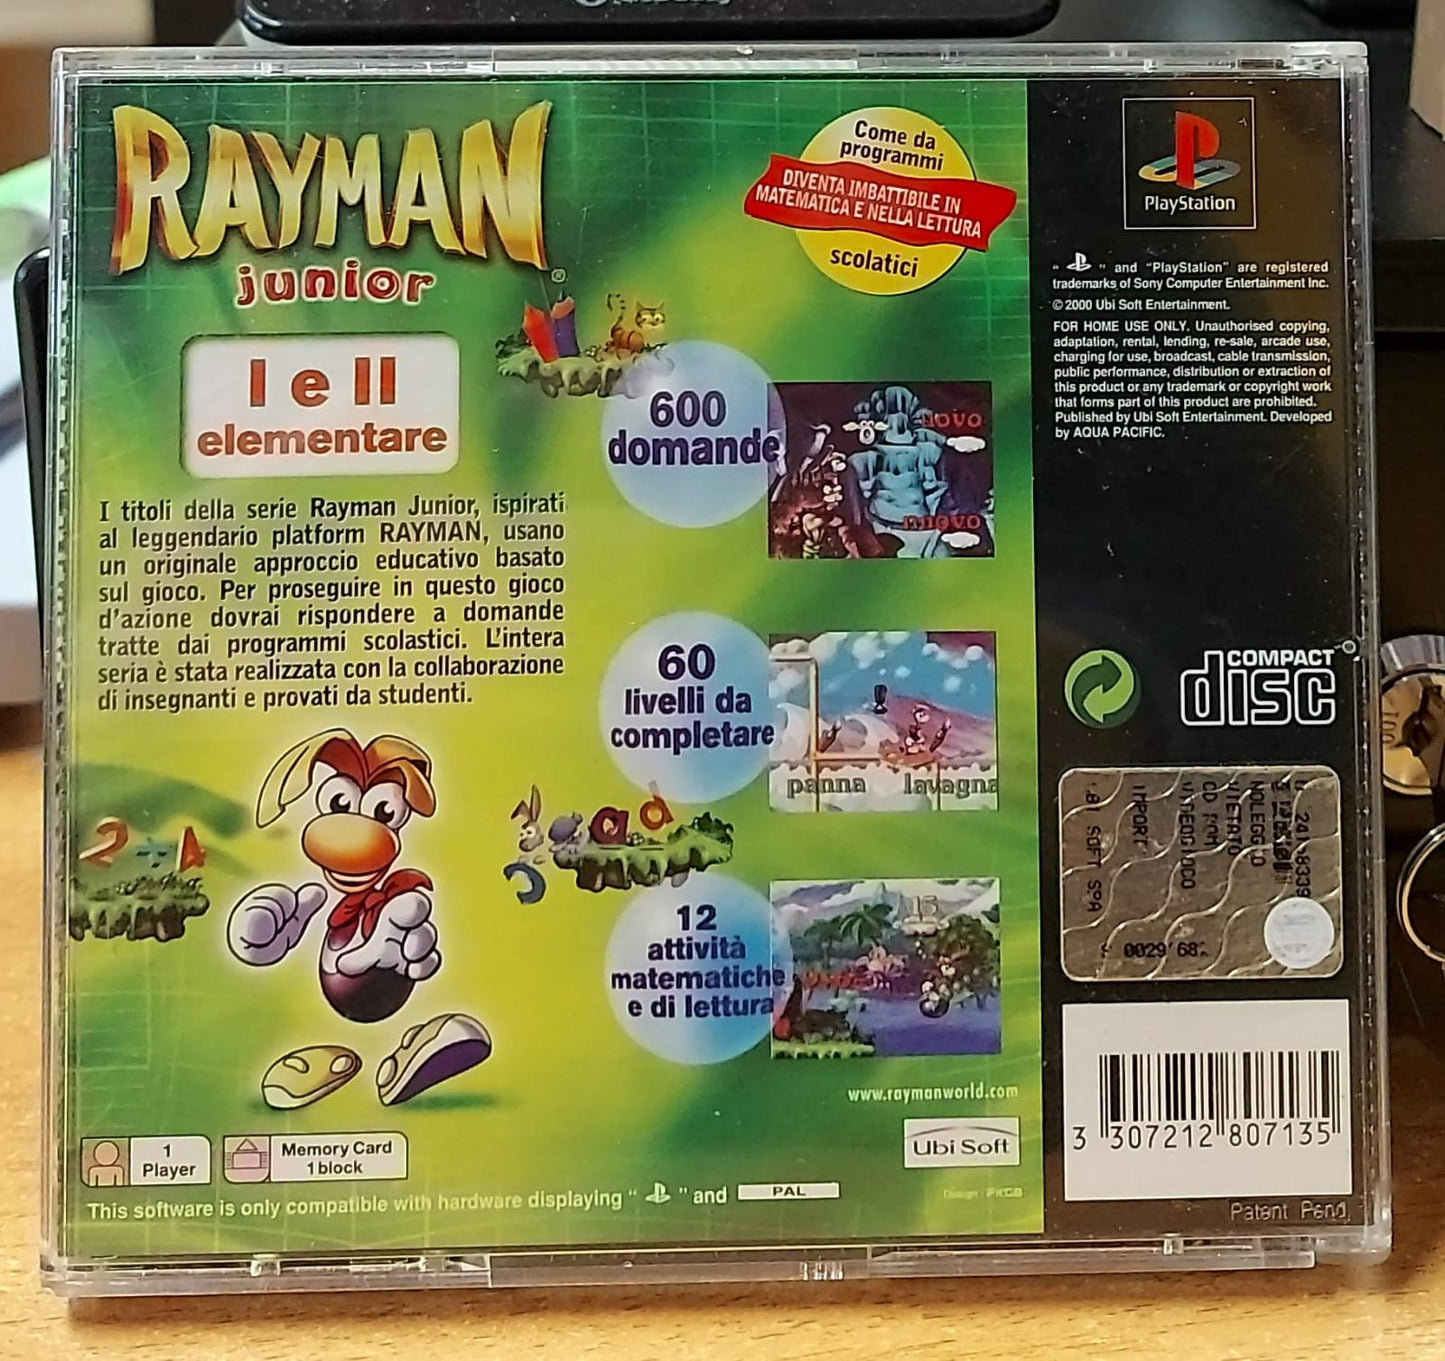 RAYMAN
junior
I e II
elementare
I titoli della serie Rayman Junior, ispirati
al leggendario platform RAYMAN, usano
un originale approccio educativo basato
sul gioco. Per proseguire in questo gioco
d'azione dovrai rispondere a domande
tratte dai programmi scolastici. L'intera
seria è stata realizzata con la collaborazione
di insegnanti e provati da studenti.
Come da
programmi
DIVENTA IMBATTIBILE IN
MATEMATICA E NELLA LETTURA
scolatici
600
domande
nuovo
60
livelli da
completare
panna lavagna
12
attività
matematiche
e di lettura
15
2 ÷ 4
a d
www.raymanworld.com
Ubi Soft
1
Player
Memory Card
1 block
This software is only compatible with hardware displaying " " and PAL
PlayStation
" " and "PlayStation" are registered
trademarks of Sony Computer Entertainment Inc.
© 2000 Ubi Soft Entertainment.
FOR HOME USE ONLY. Unauthorised copying,
adaptation, rental, lending, re-sale, arcade use,
charging for use, broadcast, cable transmission,
public performance, distribution or extraction of
this product or any trademark or copyright work
that forms part of this product are prohibited.
Published by Ubi Soft Entertainment. Developed
by AQUA PACIFIC.
COMPACT
disc
NOLEGGIO
VIETATO
CD ROM
VIDEOGIOCO
IMPORT.
SOFT SPA
3 307212 807135
Patent Pend.